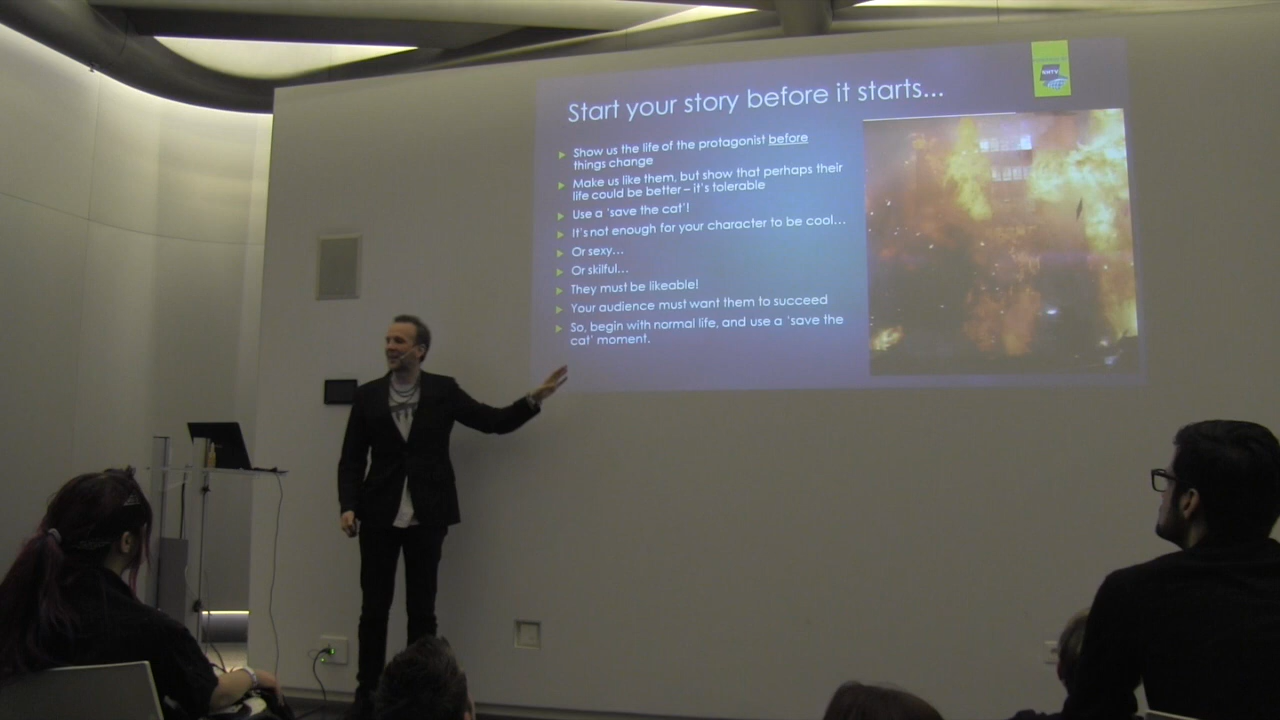 Start your story before it starts...
Show us the life of the protagonist before
things change
Make us like them, but show that perhaps their
life could be better – it's tolerable
Use a 'save the cat'!
It's not enough for your character to be cool...
Or sexy...
Or skilful...
They must be likeable!
Your audience must want them to succeed
So, begin with normal life, and use a 'save the
cat' moment.